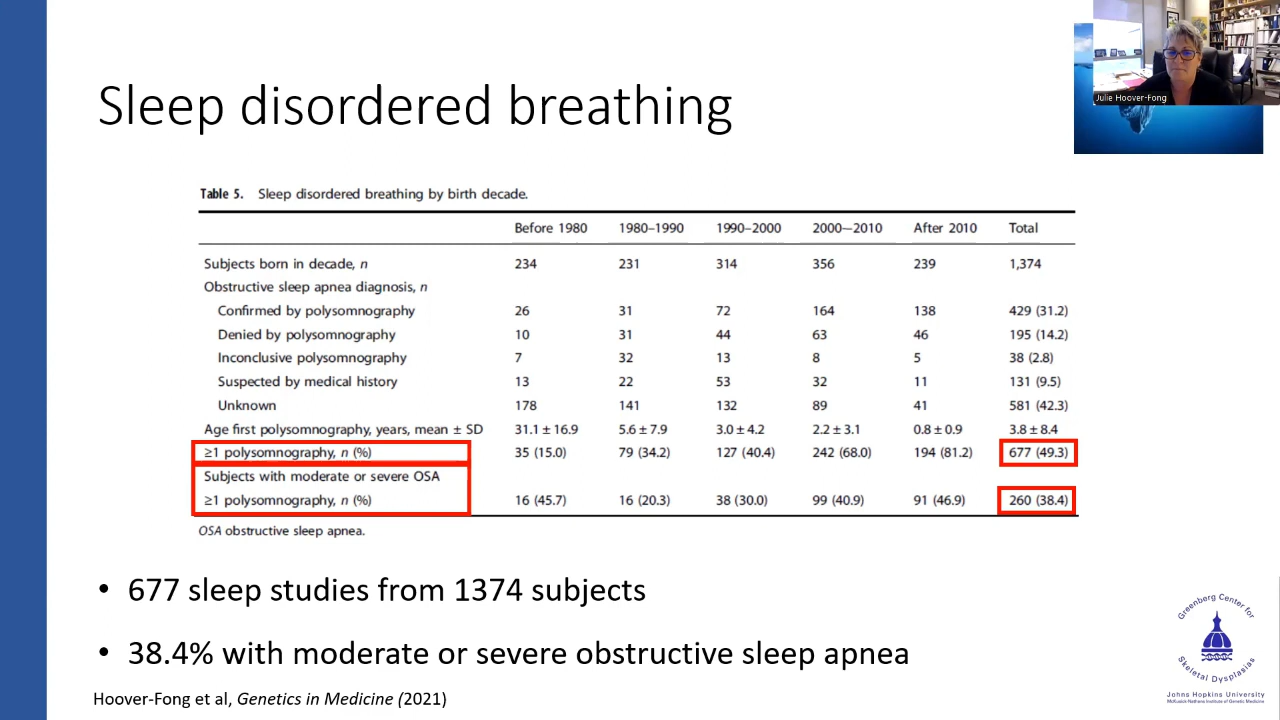 Julie Hoover-Fong
Sleep disordered breathing
Table 5. Sleep disordered breathing by birth decade.
Before 1980 1980–1990 1990–2000 2000—2010 After 2010 Total
Subjects born in decade, n 234 231 314 356 239 1,374
Obstructive sleep apnea diagnosis, n
Confirmed by polysomnography 26 31 72 164 138 429 (31.2)
Denied by polysomnography 10 31 44 63 46 195 (14.2)
Inconclusive polysomnography 7 32 13 8 5 38 (2.8)
Suspected by medical history 13 22 53 32 11 131 (9.5)
Unknown 178 141 132 89 41 581 (42.3)
Age first polysomnography, years, mean ± SD 31.1 ± 16.9 5.6 ± 7.9 3.0 ± 4.2 2.2 ± 3.1 0.8 ± 0.9 3.8 ± 8.4
≥1 polysomnography, n (%) 35 (15.0) 79 (34.2) 127 (40.4) 242 (68.0) 194 (81.2) 677 (49.3)
Subjects with moderate or severe OSA
≥1 polysomnography, n (%) 16 (45.7) 16 (20.3) 38 (30.0) 99 (40.9) 91 (46.9) 260 (38.4)
OSA obstructive sleep apnea.
• 677 sleep studies from 1374 subjects
• 38.4% with moderate or severe obstructive sleep apnea
Hoover-Fong et al, Genetics in Medicine (2021)
Greenberg Center for
Skeletal Dysplasias
Johns Hopkins University
McKusick-Nathans Institute of Genetic Medicine